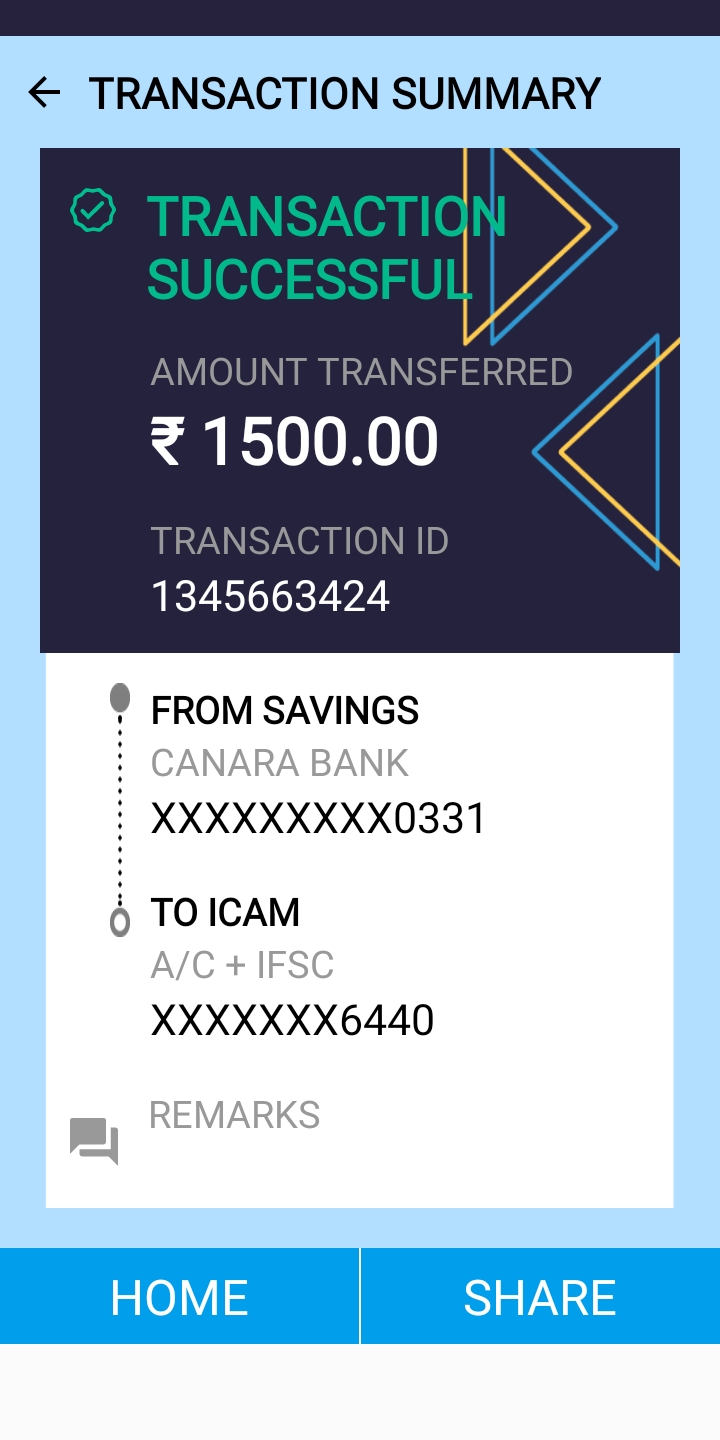 TRANSACTION SUMMARY
TRANSACTION
SUCCESSFUL
AMOUNT TRANSFERRED
₹ 1500.00
TRANSACTION ID
1345663424
FROM SAVINGS
CANARA BANK
XXXXXXXXX0331
TO ICAM
A/C + IFSC
XXXXXXX6440
REMARKS
HOME
SHARE